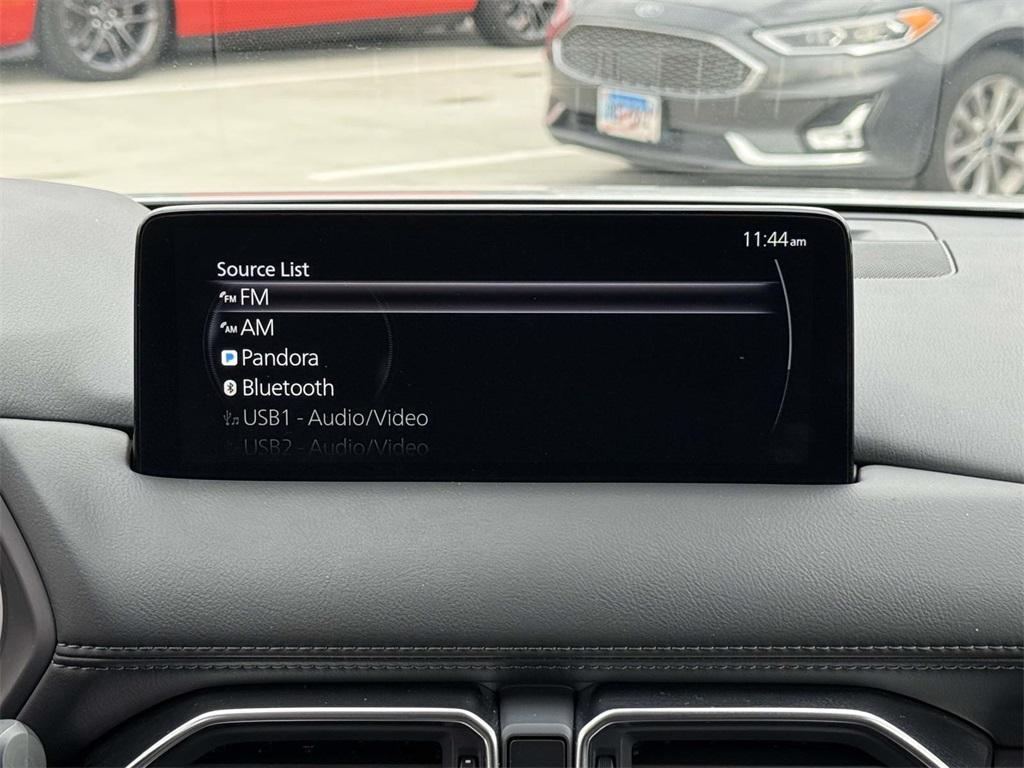 11:44am
Source List
FM FM
AM AM
Pandora
Bluetooth
USB1 - Audio/Video
USB2 - Audio/Video